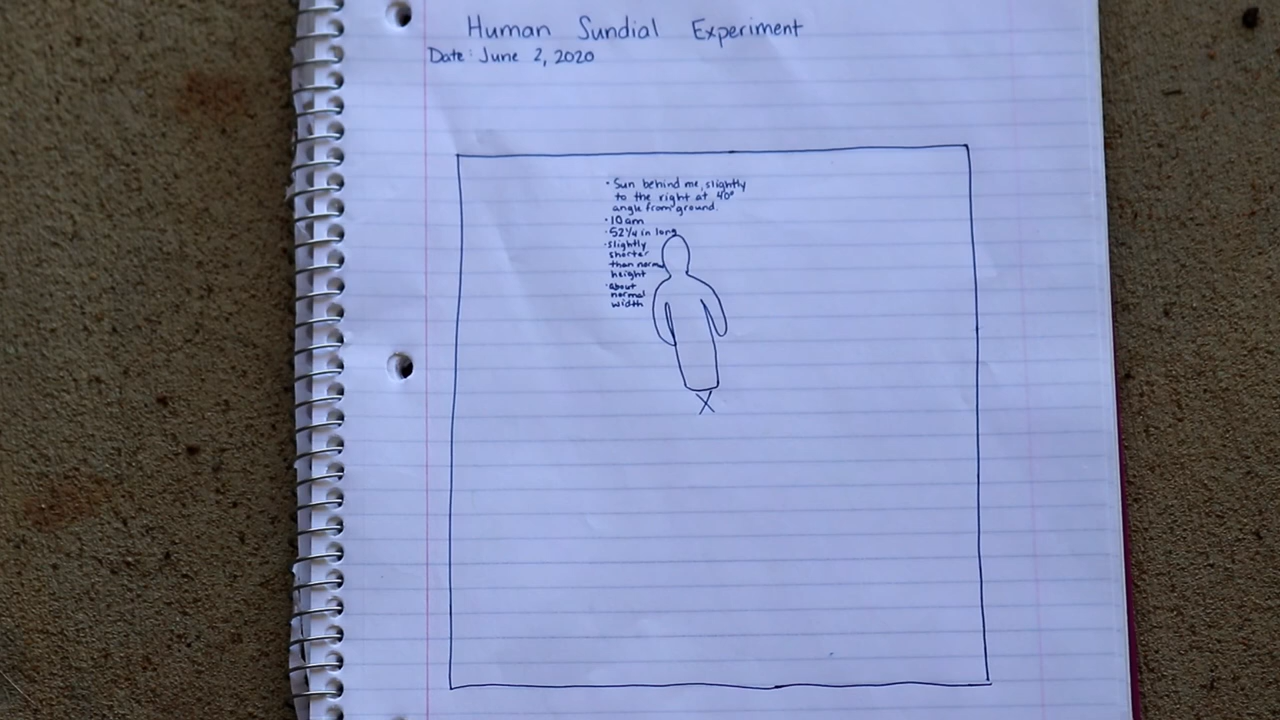 Human Sundial Experiment
Date: June 2, 2020
• Sun behind me, slightly
to the right at 40°
angle from ground.
• 10 am
• 52 1/4 in long
• slightly
shorter
than norm
height
• about
normal
width
X